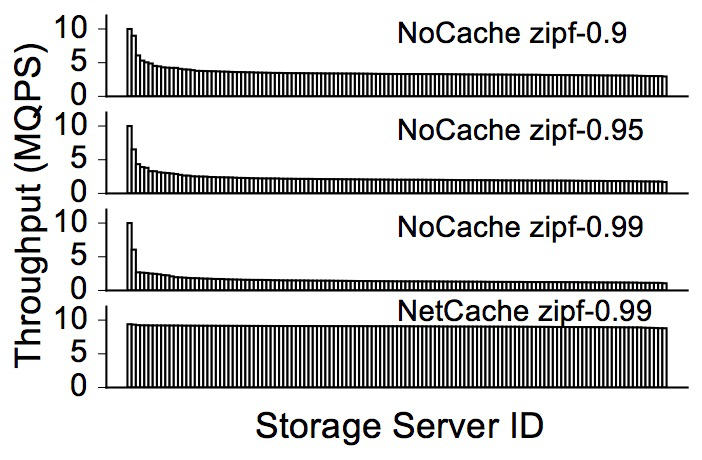 Throughput (MQPS)
10
5
0
NoCache zipf-0.9
10
5
0
NoCache zipf-0.95
10
5
0
NoCache zipf-0.99
10
5
0
NetCache zipf-0.99
Storage Server ID